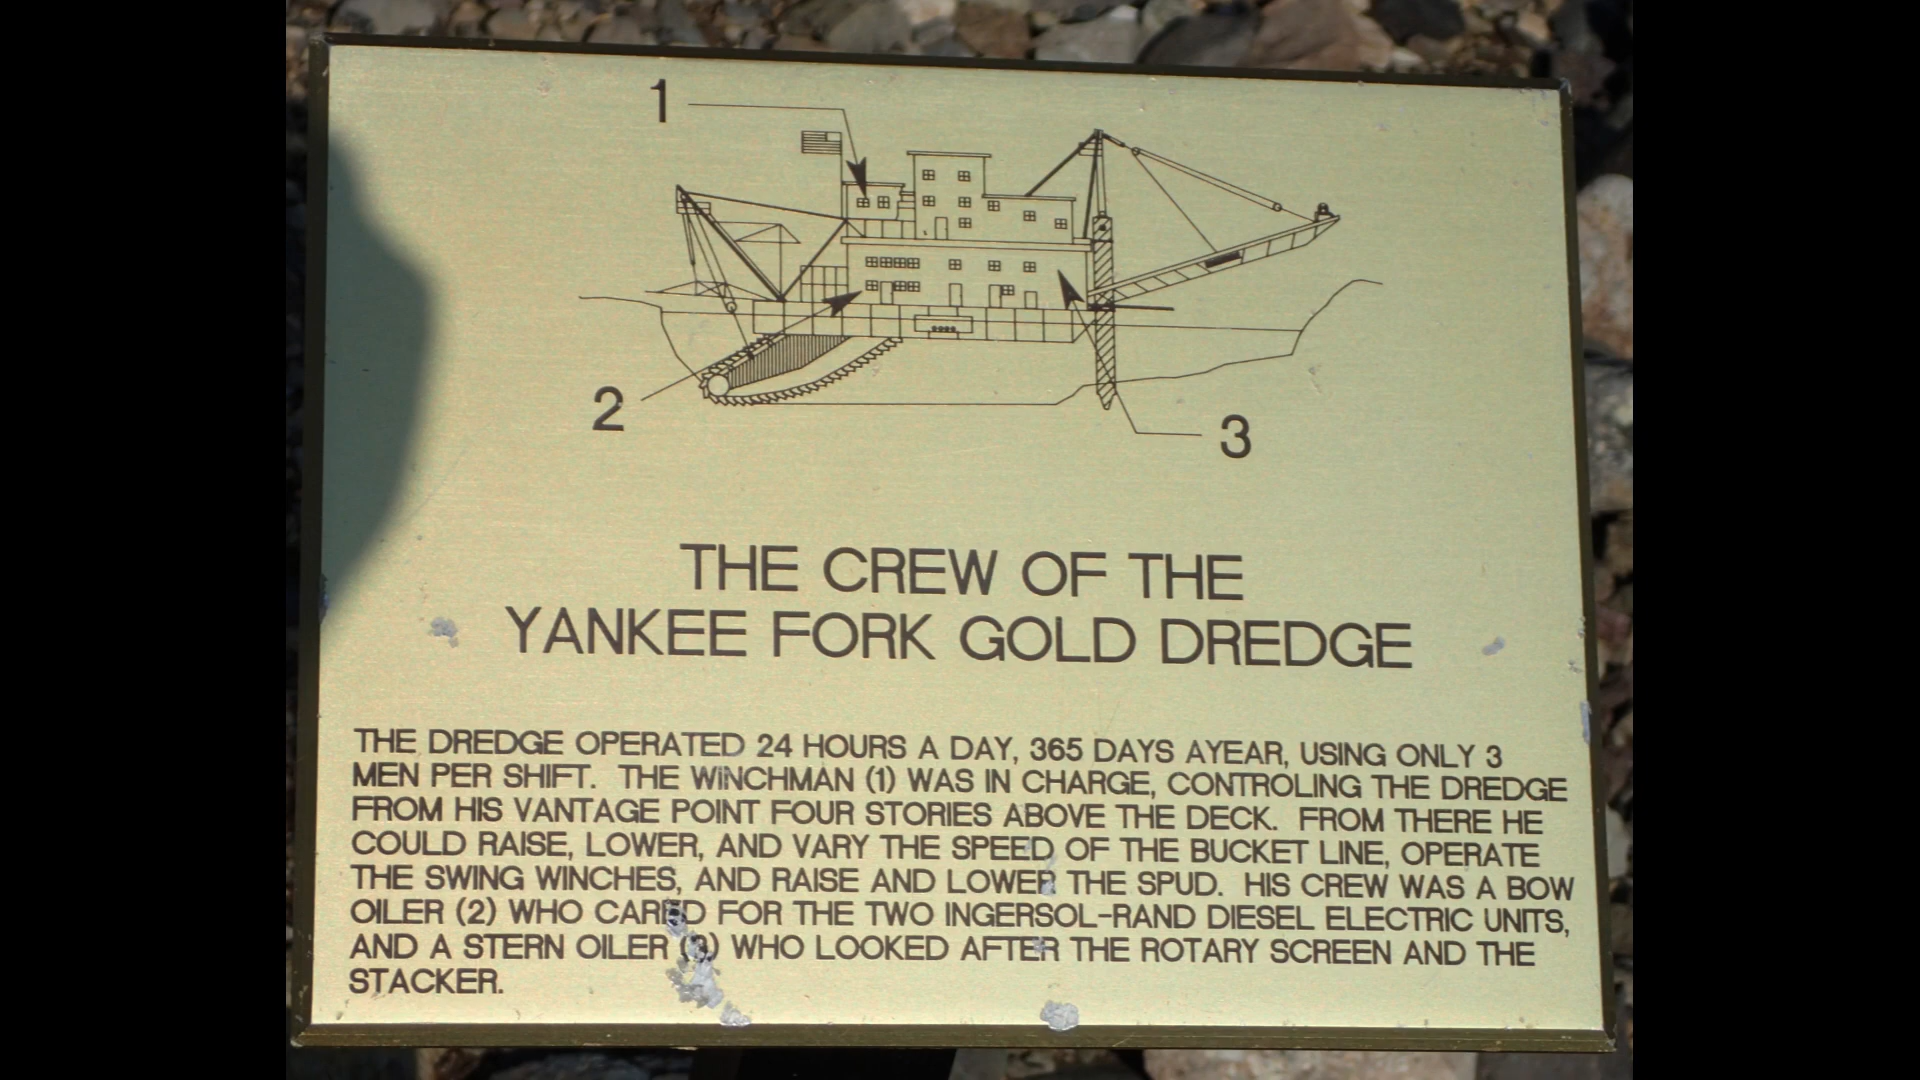 1
2
3
THE CREW OF THE
YANKEE FORK GOLD DREDGE
THE DREDGE OPERATED 24 HOURS A DAY, 365 DAYS AYEAR, USING ONLY 3
MEN PER SHIFT. THE WINCHMAN (1) WAS IN CHARGE, CONTROLING THE DREDGE
FROM HIS VANTAGE POINT FOUR STORIES ABOVE THE DECK. FROM THERE HE
COULD RAISE, LOWER, AND VARY THE SPEED OF THE BUCKET LINE, OPERATE
THE SWING WINCHES, AND RAISE AND LOWER THE SPUD. HIS CREW WAS A BOW
OILER (2) WHO CARED FOR THE TWO INGERSOL-RAND DIESEL ELECTRIC UNITS,
AND A STERN OILER (3) WHO LOOKED AFTER THE ROTARY SCREEN AND THE
STACKER.